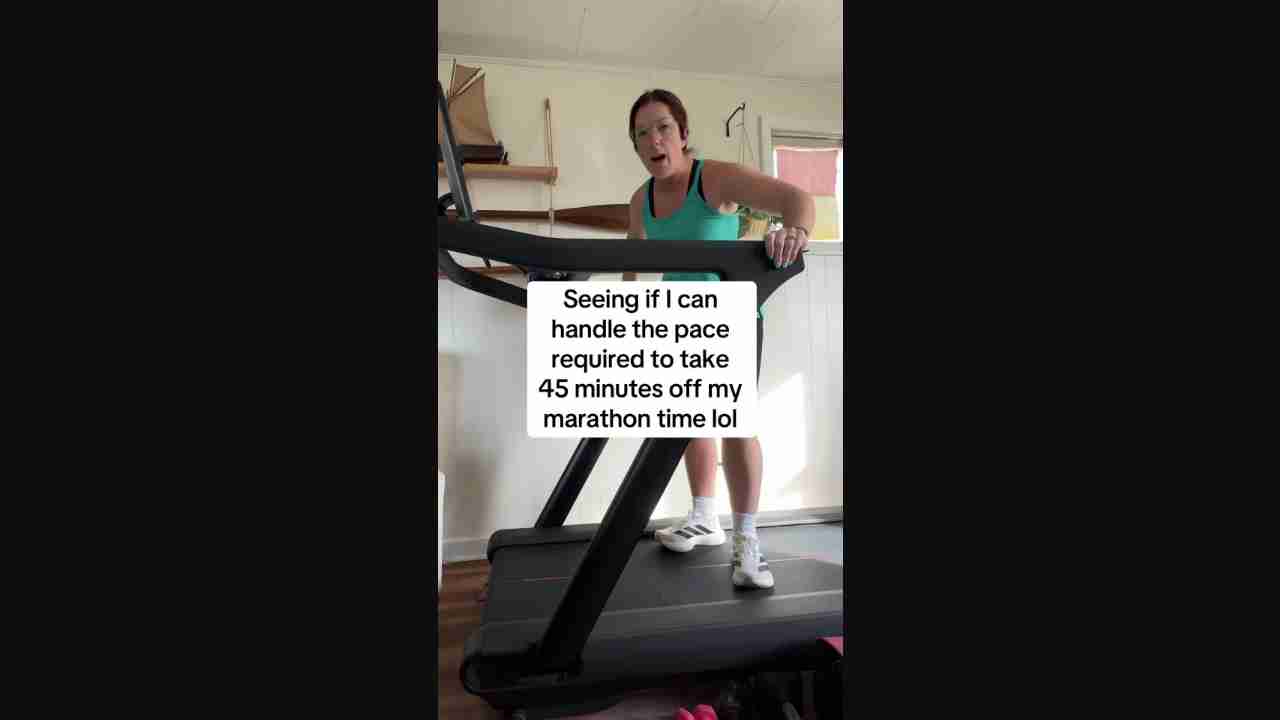 Seeing if I can
handle the pace
required to take
45 minutes off my
marathon time lol